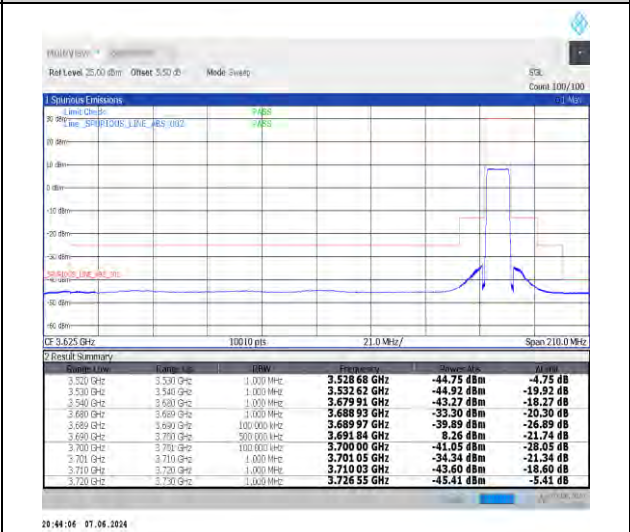 MultiView
Ref Level 25.00 dBm Offset 3.50 dB Mode Sweep SGL
Count 100/100
1 Spurious Emissions
Limit Check PASS
Line _SPURIOUS_LINE_ABS_002 PASS
30 dBm
20 dBm
10 dBm
0 dBm
-10 dBm
-20 dBm
-30 dBm
-50 dBm
-60 dBm
CF 3.625 GHz 10010 pts 21.0 MHz/ Span 210.0 MHz
2 Result Summary
Range Low Range Up RBW Frequency Power Abs ΔLimit
3.520 GHz 3.530 GHz 1.000 MHz 3.528 68 GHz -44.75 dBm -4.75 dB
3.530 GHz 3.540 GHz 1.000 MHz 3.532 62 GHz -44.92 dBm -19.92 dB
3.540 GHz 3.680 GHz 1.000 MHz 3.679 91 GHz -43.27 dBm -18.27 dB
3.680 GHz 3.689 GHz 1.000 MHz 3.688 93 GHz -33.30 dBm -20.30 dB
3.689 GHz 3.690 GHz 100.000 kHz 3.689 97 GHz -39.89 dBm -26.89 dB
3.690 GHz 3.700 GHz 500.000 kHz 3.691 84 GHz 8.26 dBm -21.74 dB
3.700 GHz 3.701 GHz 100.000 kHz 3.700 00 GHz -41.05 dBm -28.05 dB
3.701 GHz 3.710 GHz 1.000 MHz 3.701 05 GHz -34.34 dBm -21.34 dB
3.710 GHz 3.720 GHz 1.000 MHz 3.710 03 GHz -43.60 dBm -18.60 dB
3.720 GHz 3.730 GHz 1.000 MHz 3.726 55 GHz -45.41 dBm -5.41 dB
20:44:06 07.06.2024